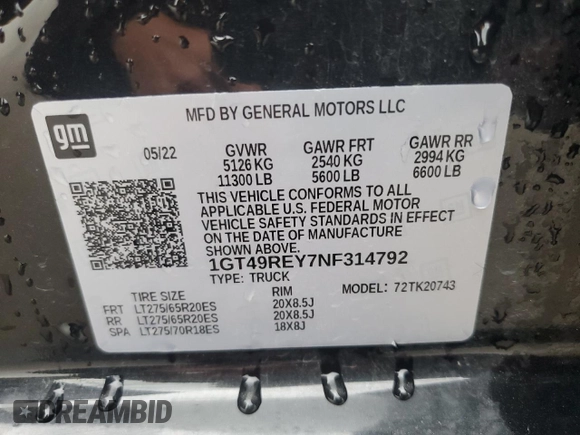 MFD BY GENERAL MOTORS LLC
gm
05/22 GVWR GAWR FRT GAWR RR
5126 KG 2540 KG 2994 KG
11300 LB 5600 LB 6600 LB
THIS VEHICLE CONFORMS TO ALL
APPLICABLE U.S. FEDERAL MOTOR
VEHICLE SAFETY STANDARDS IN EFFECT
ON THE DATE OF MANUFACTURE
SHOWN ABOVE.
1GT49REY7NF314792
TYPE: TRUCK
MODEL: 72TK20743
TIRE SIZE RIM
FRT LT275/65R20ES 20X8.5J
RR LT275/65R20ES 20X8.5J
SPA LT275/70R18ES 18X8J
DREAMBID